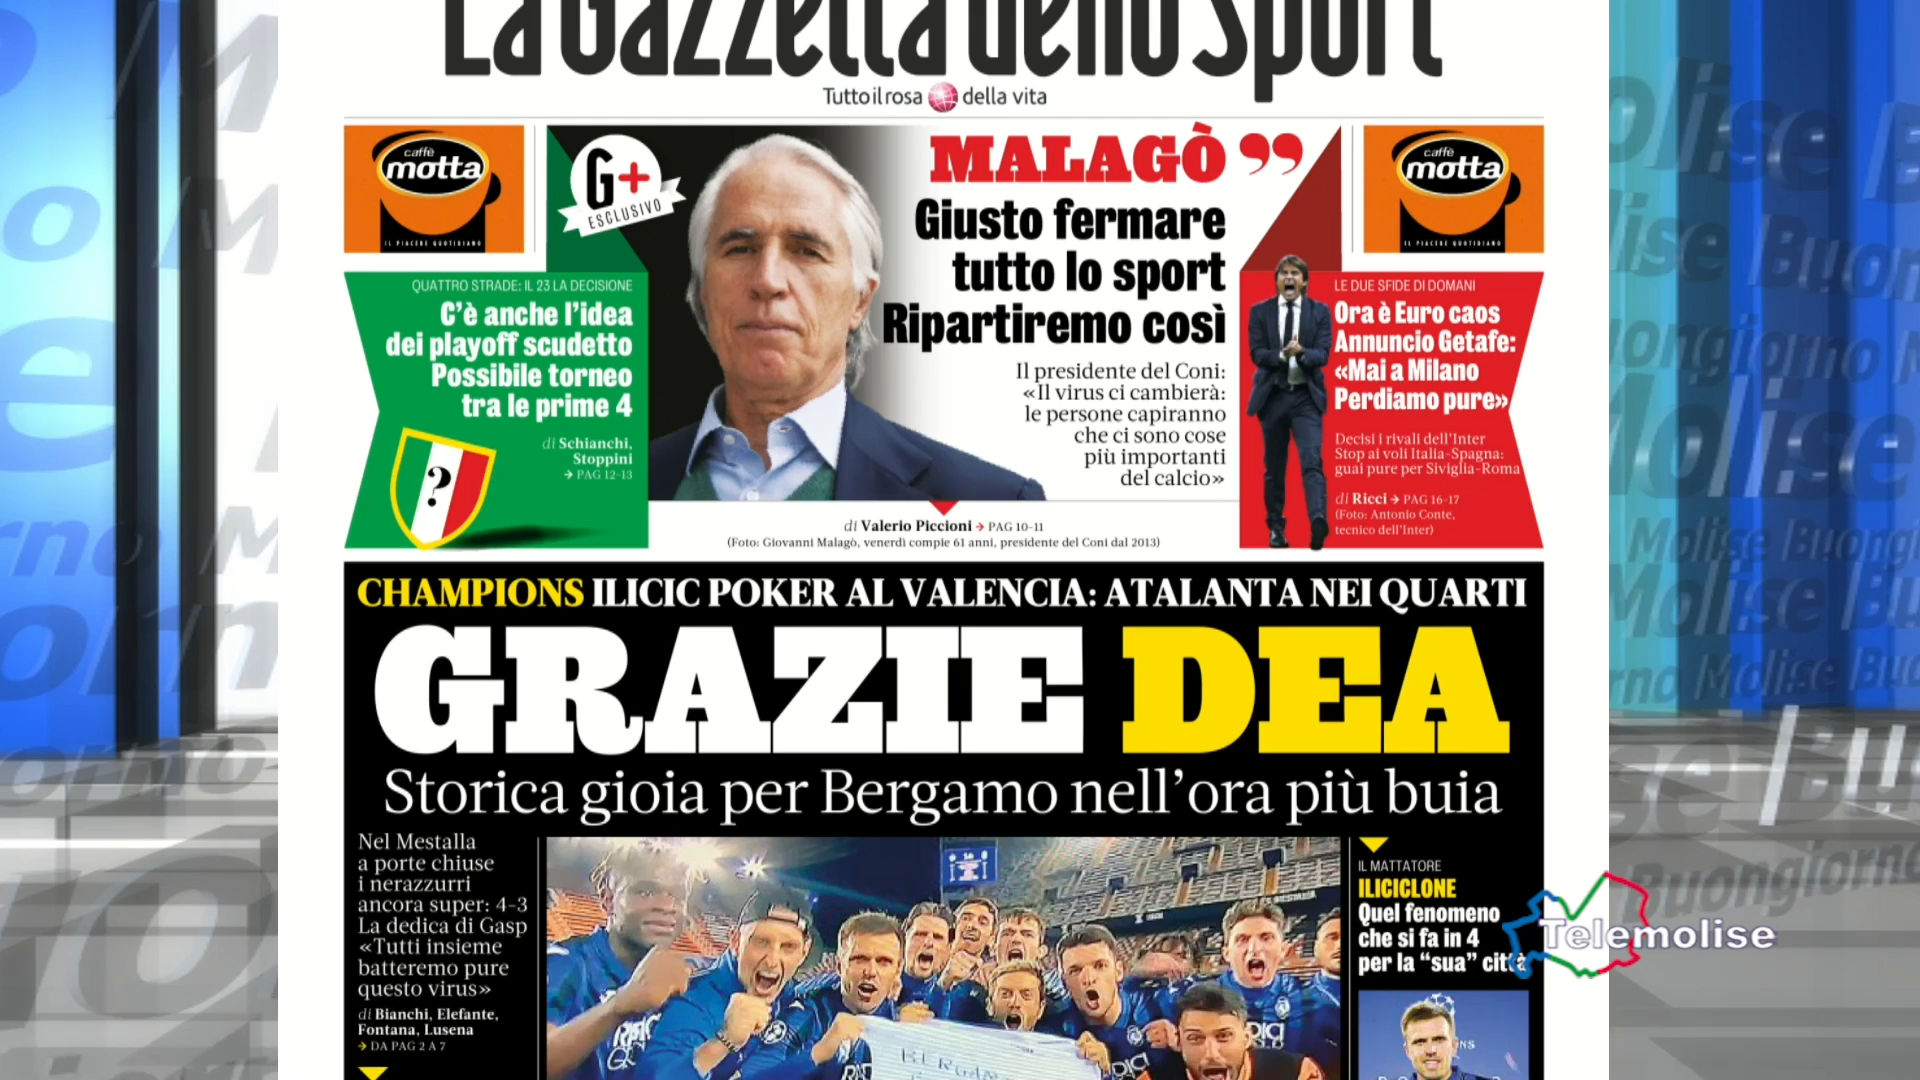 La Gazzetta dello Sport
Tutto il rosa della vita
caffè
motta
IL PIACERE QUOTIDIANO
G+
ESCLUSIVO
MALAGÒ ”
Giusto fermare
tutto lo sport
Ripartiremo così
Il presidente del Coni:
«Il virus ci cambierà:
le persone capiranno
che ci sono cose
più importanti
del calcio»
di Valerio Piccioni → PAG 10-11
(Foto: Giovanni Malagò, venerdì compie 61 anni, presidente del Coni dal 2013)
caffè
motta
IL PIACERE QUOTIDIANO
QUATTRO STRADE: IL 23 LA DECISIONE
C’è anche l’idea
dei playoff scudetto
Possibile torneo
tra le prime 4
di Schianchi,
Stoppini
→ PAG 12-13
?
LE DUE SFIDE DI DOMANI
Ora è Euro caos
Annuncio Getafe:
«Mai a Milano
Perdiamo pure»
Decisi i rivali dell’Inter
Stop ai voli Italia-Spagna:
guai pure per Siviglia-Roma
di Ricci → PAG 16-17
(Foto: Antonio Conte,
tecnico dell’Inter)
CHAMPIONS ILICIC POKER AL VALENCIA: ATALANTA NEI QUARTI
GRAZIE DEA
Storica gioia per Bergamo nell’ora più buia
Nel Mestalla
a porte chiuse
i nerazzurri
ancora super: 4-3
La dedica di Gasp
«Tutti insieme
batteremo pure
questo virus»
di Bianchi, Elefante,
Fontana, Lusena
→ DA PAG 2 A 7
IL MATTATORE
ILICICLONE
Quel fenomeno
che si fa in 4
per la “sua” città
Telemolise
Buongiorno Molise